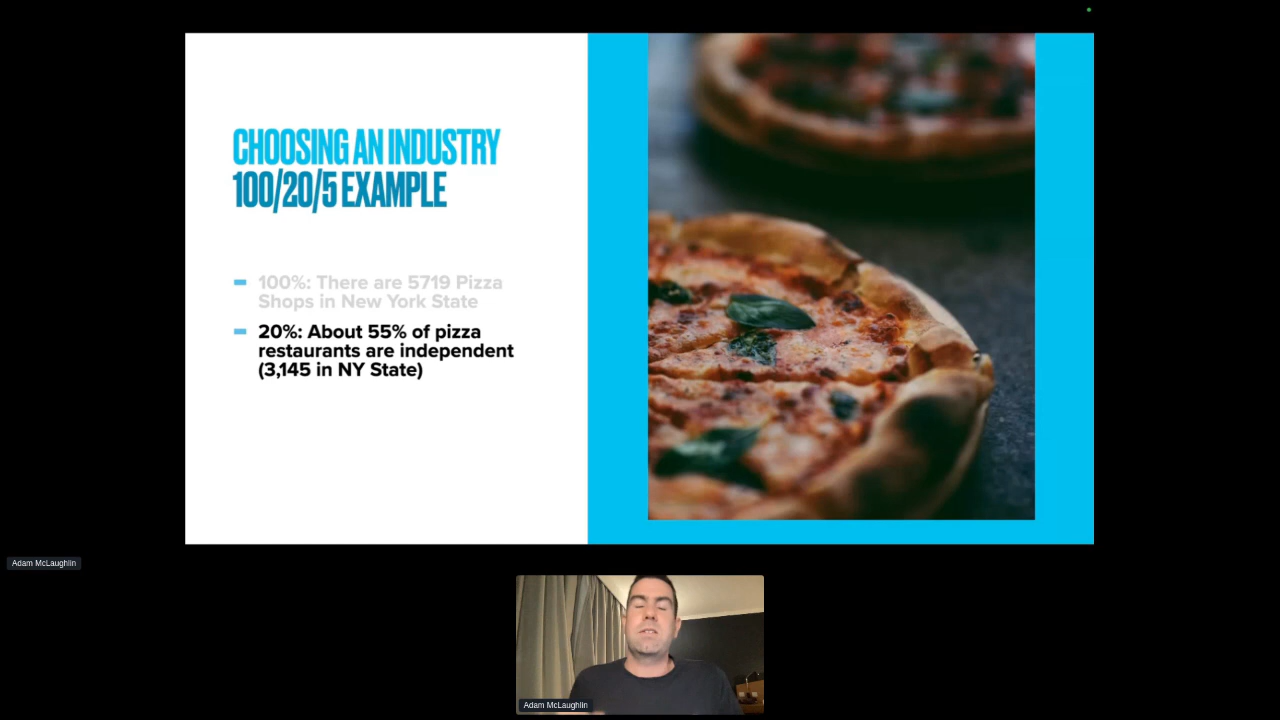 CHOOSING AN INDUSTRY
100/20/5 EXAMPLE
100%: There are 5719 Pizza
Shops in New York State
20%: About 55% of pizza
restaurants are independent
(3,145 in NY State)
Adam McLaughlin
Adam McLaughlin